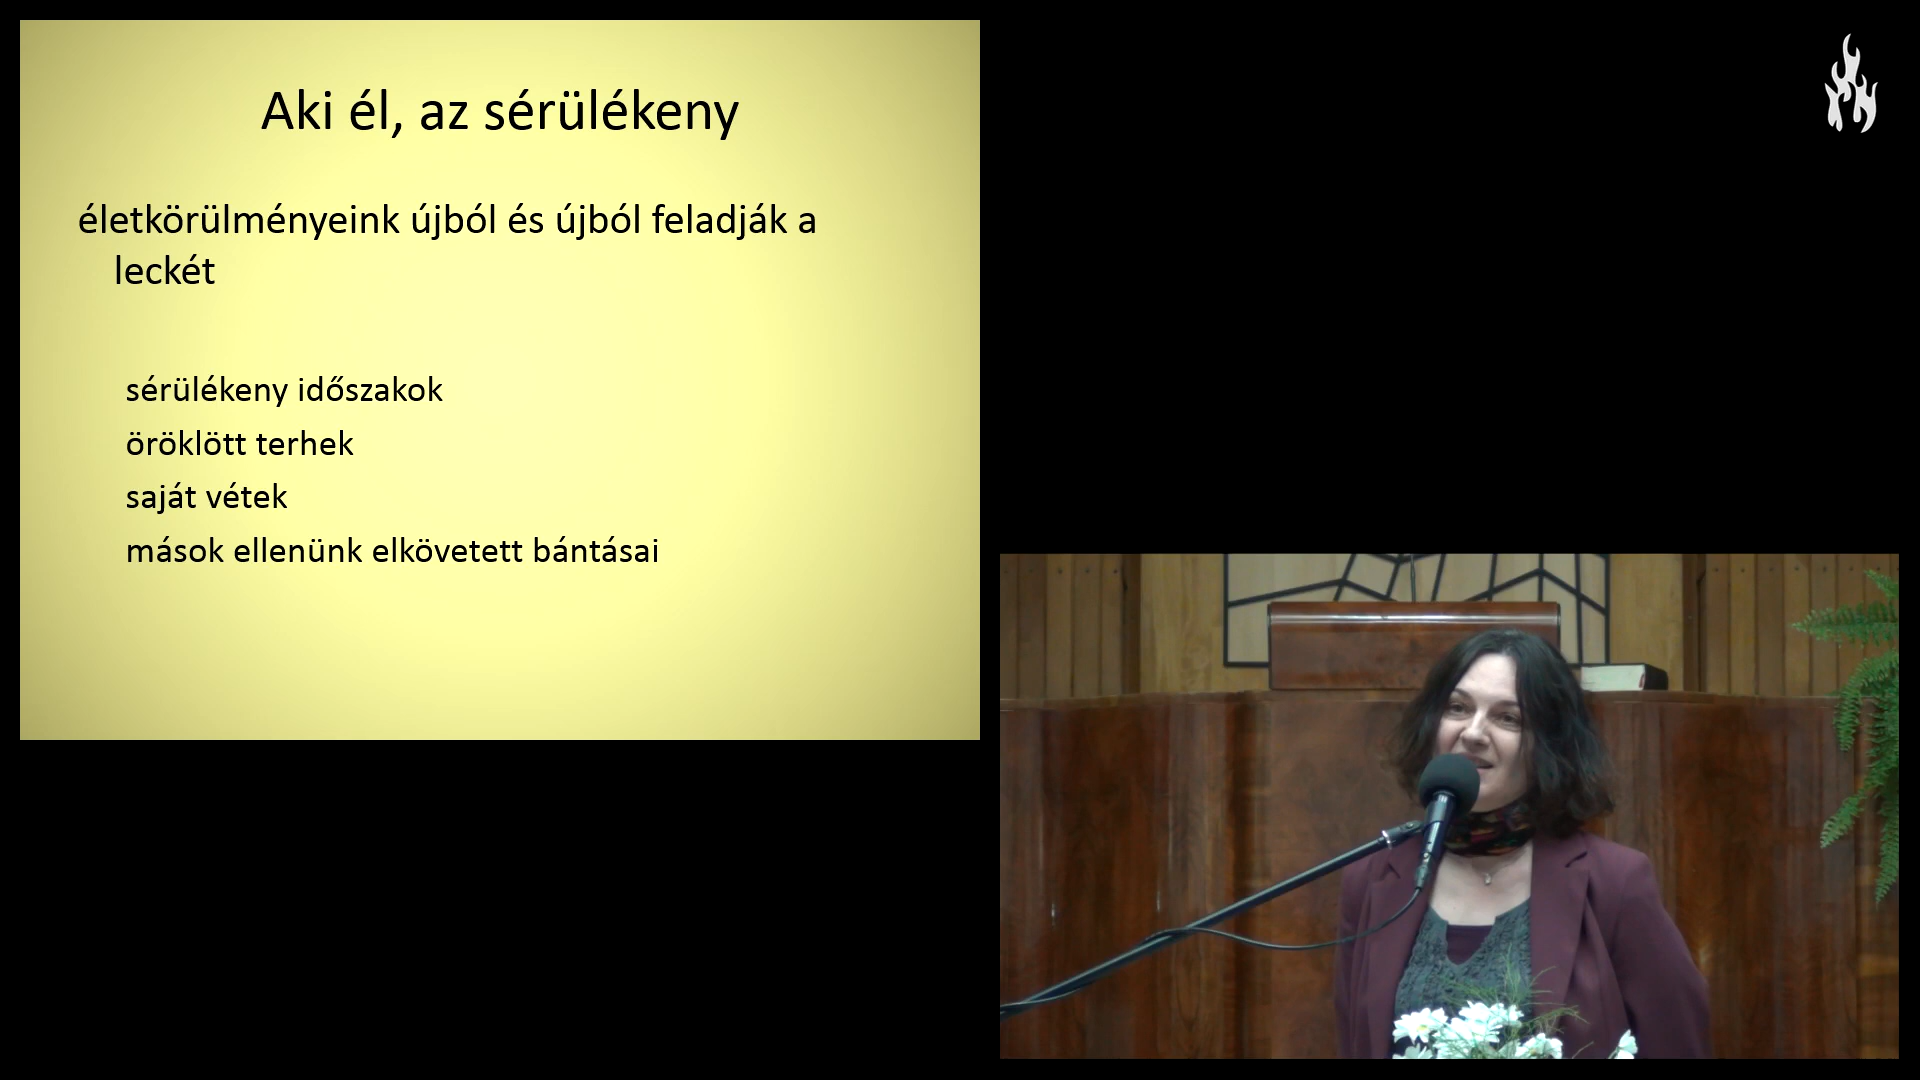 Aki él, az sérülékeny
életkörülményeink újból és újból feladják a
leckét
sérülékeny időszakok
öröklött terhek
saját vétek
mások ellenünk elkövetett bántásai